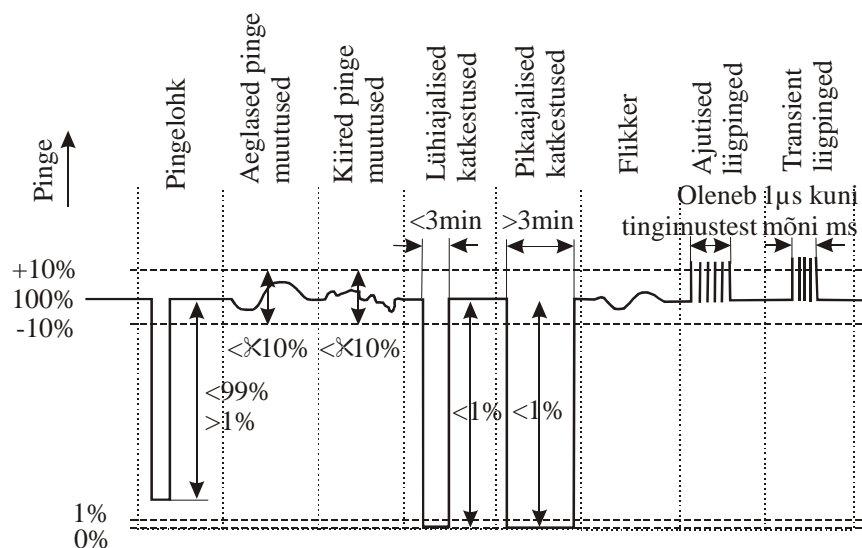 Pinge
Pingelohk
Aeglased pinge
muutused
Kiired pinge
muutused
Lühiajalised
katkestused
Pikaajalised
katkestused
Flikker
Ajutised
liigpinged
Transient
liigpinged
<3min
>3min
Oleneb
tingimustest
1µs kuni
mõni ms
+10%
100%
-10%
<10%
<10%
<99%
>1%
<1%
<1%
1%
0%